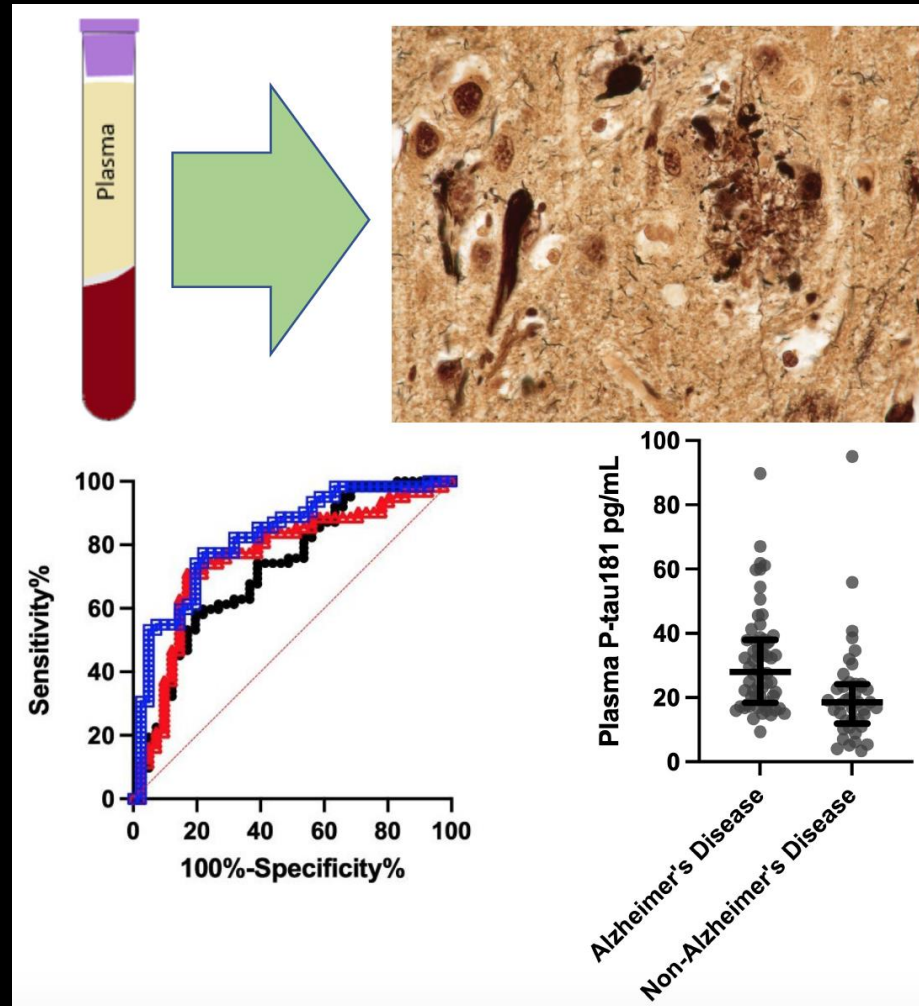 Plasma
100
80
60
40
20
0
Sensitivity%
0 20 40 60 80 100
100%-Specificity%
100
80
60
40
20
0
Plasma P-tau181 pg/mL
Alzheimer's Disease
Non-Alzheimer's Disease